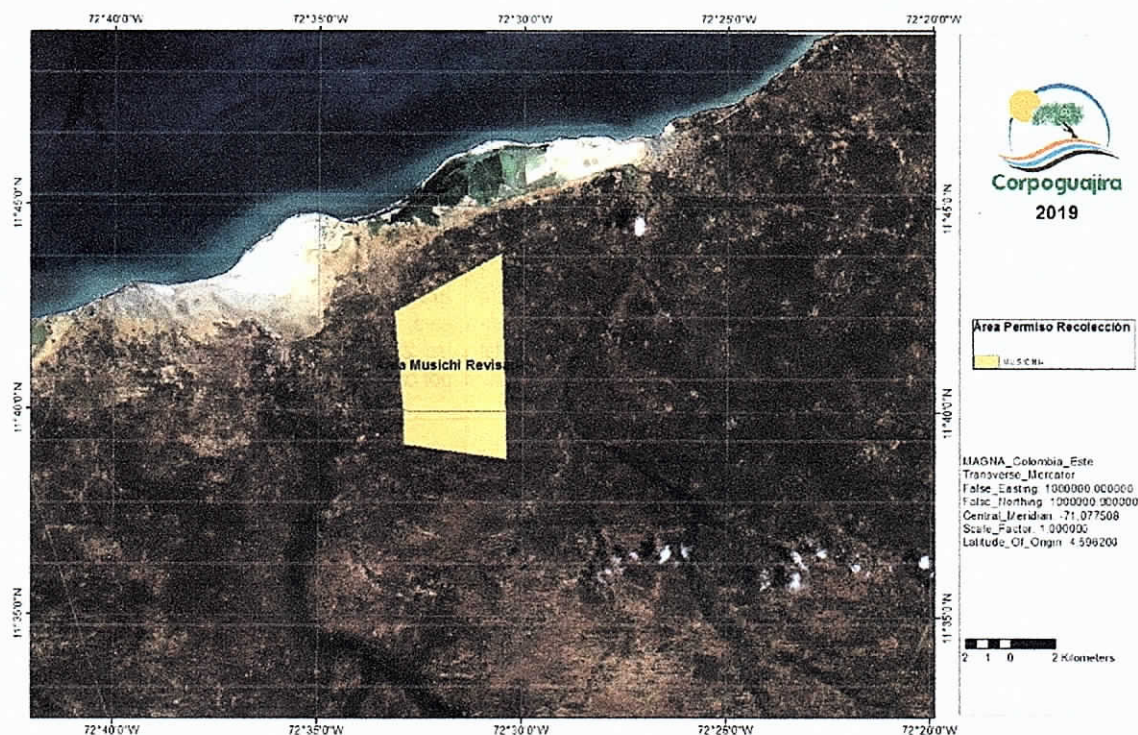 72°40'0"W 72°35'0"W 72°30'0"W 72°25'0"W 72°20'0"W
11°45'0"N
11°40'0"N
11°35'0"N
Area Musichi Revisa
11°45'0"N
11°40'0"N
11°35'0"N
72°40'0"W 72°35'0"W 72°30'0"W 72°25'0"W 72°20'0"W
Corpoguajira
2019
Área Permiso Recolección
MAGNA_Colombia_Este
Transverse_Mercator
False_Easting: 1000000.000000
False_Northing: 1000000.000000
Central_Meridian: -71.077508
Scale_Factor: 1.000000
Latitude_Of_Origin: 4.596200
2 1 0 2 Kilometers